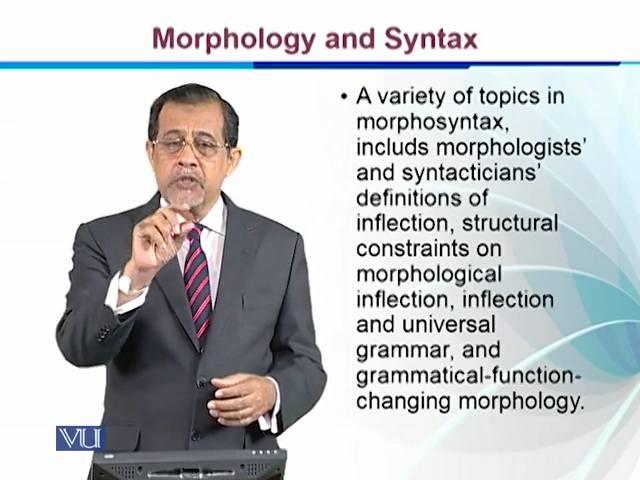 Morphology and Syntax
• A variety of topics in
morphosyntax,
includs morphologists’
and syntacticians’
definitions of
inflection, structural
constraints on
morphological
inflection, inflection
and universal
grammar, and
grammatical-function-
changing morphology.
VU